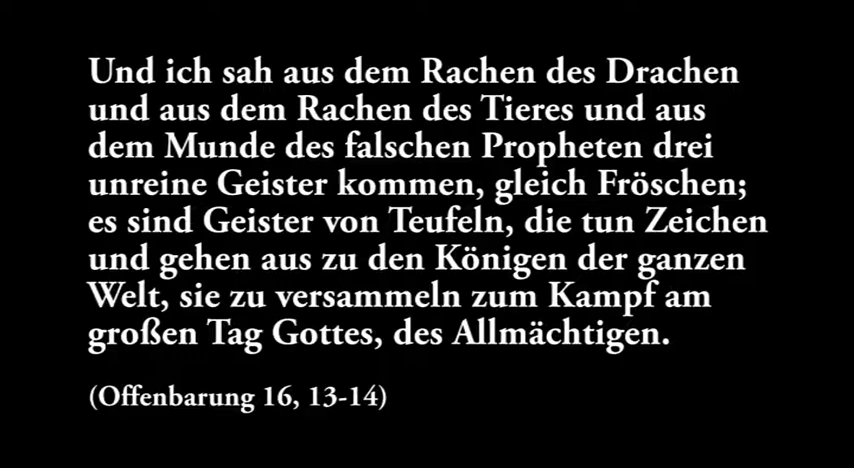 Und ich sah aus dem Rachen des Drachen
und aus dem Rachen des Tieres und aus
dem Munde des falschen Propheten drei
unreine Geister kommen, gleich Fröschen;
es sind Geister von Teufeln, die tun Zeichen
und gehen aus zu den Königen der ganzen
Welt, sie zu versammeln zum Kampf am
großen Tag Gottes, des Allmächtigen.
(Offenbarung 16, 13-14)